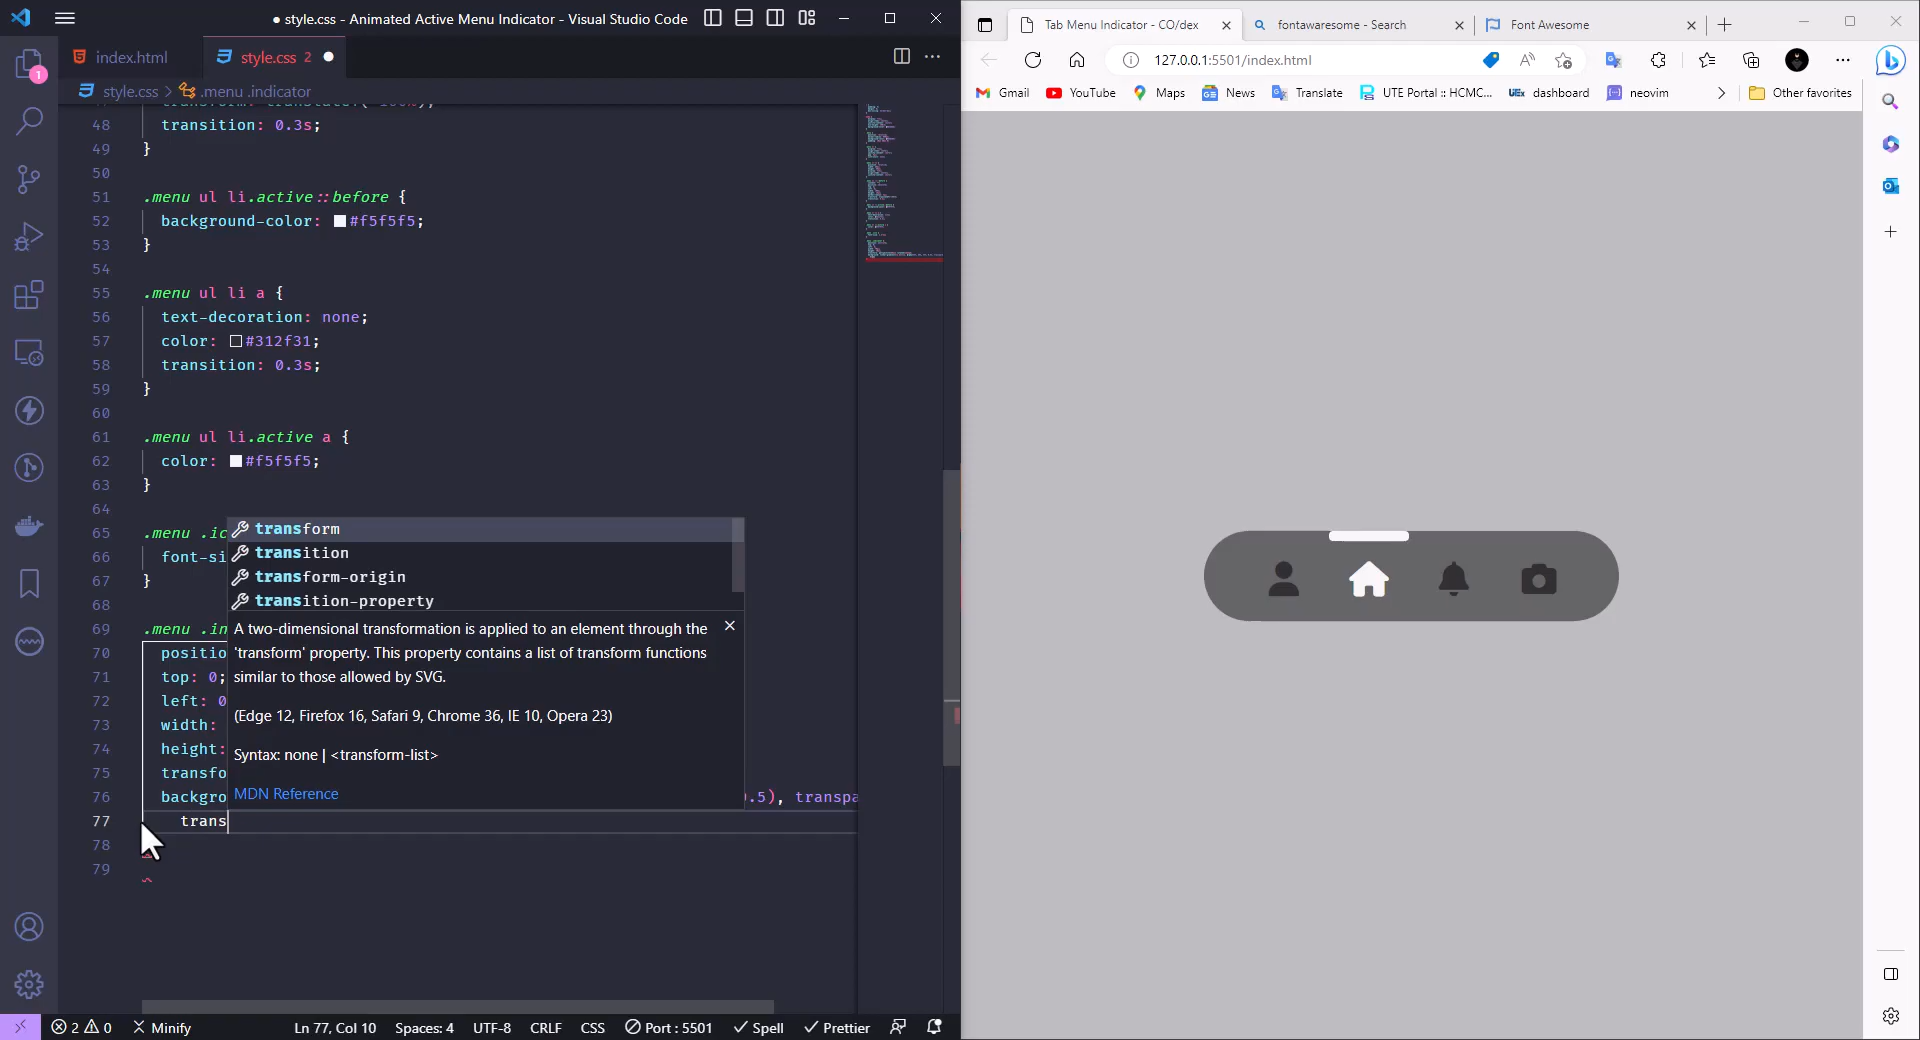 style.css - Animated Active Menu Indicator - Visual Studio Code
index.html
style.css 2
style.css > .menu .indicator
48 transition: 0.3s;
49 }
50
51 .menu ul li.active::before {
52 background-color: #f5f5f5;
53 }
54
55 .menu ul li a {
56 text-decoration: none;
57 color: #312f31;
58 transition: 0.3s;
59 }
60
61 .menu ul li.active a {
62 color: #f5f5f5;
63 }
64
65 .menu .ic
66 font-si
67 }
68
69 .menu .in
70 positio
71 top: 0;
72 left: 0
73 width:
74 height:
75 transfo
76 backgro .5), transpa
77 trans
78
79
transform
transition
transform-origin
transition-property
A two-dimensional transformation is applied to an element through the
'transform' property. This property contains a list of transform functions
similar to those allowed by SVG.
(Edge 12, Firefox 16, Safari 9, Chrome 36, IE 10, Opera 23)
Syntax: none | <transform-list>
MDN Reference
1
2 0 Minify Ln 77, Col 10 Spaces: 4 UTF-8 CRLF CSS Port : 5501 Spell Prettier
Tab Menu Indicator - CO/dex
fontawaresome - Search
Font Awesome
127.0.0.1:5501/index.html
Gmail YouTube Maps News Translate UTE Portal :: HCMC... UEx dashboard neovim Other favorites